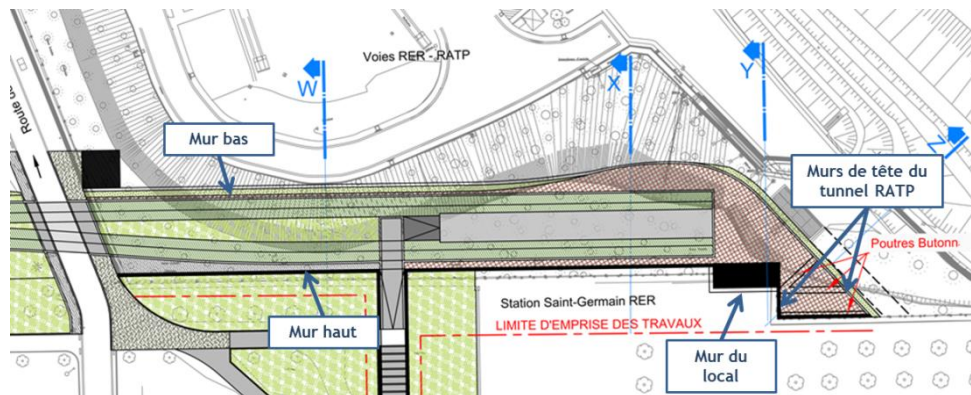 Voies RER - RATP
W
X
Y
Z
Route
Mur bas
Murs de tête du
tunnel RATP
Poutres Butonn
Station Saint-Germain RER
LIMITE D'EMPRISE DES TRAVAUX
Mur haut
Mur du
local